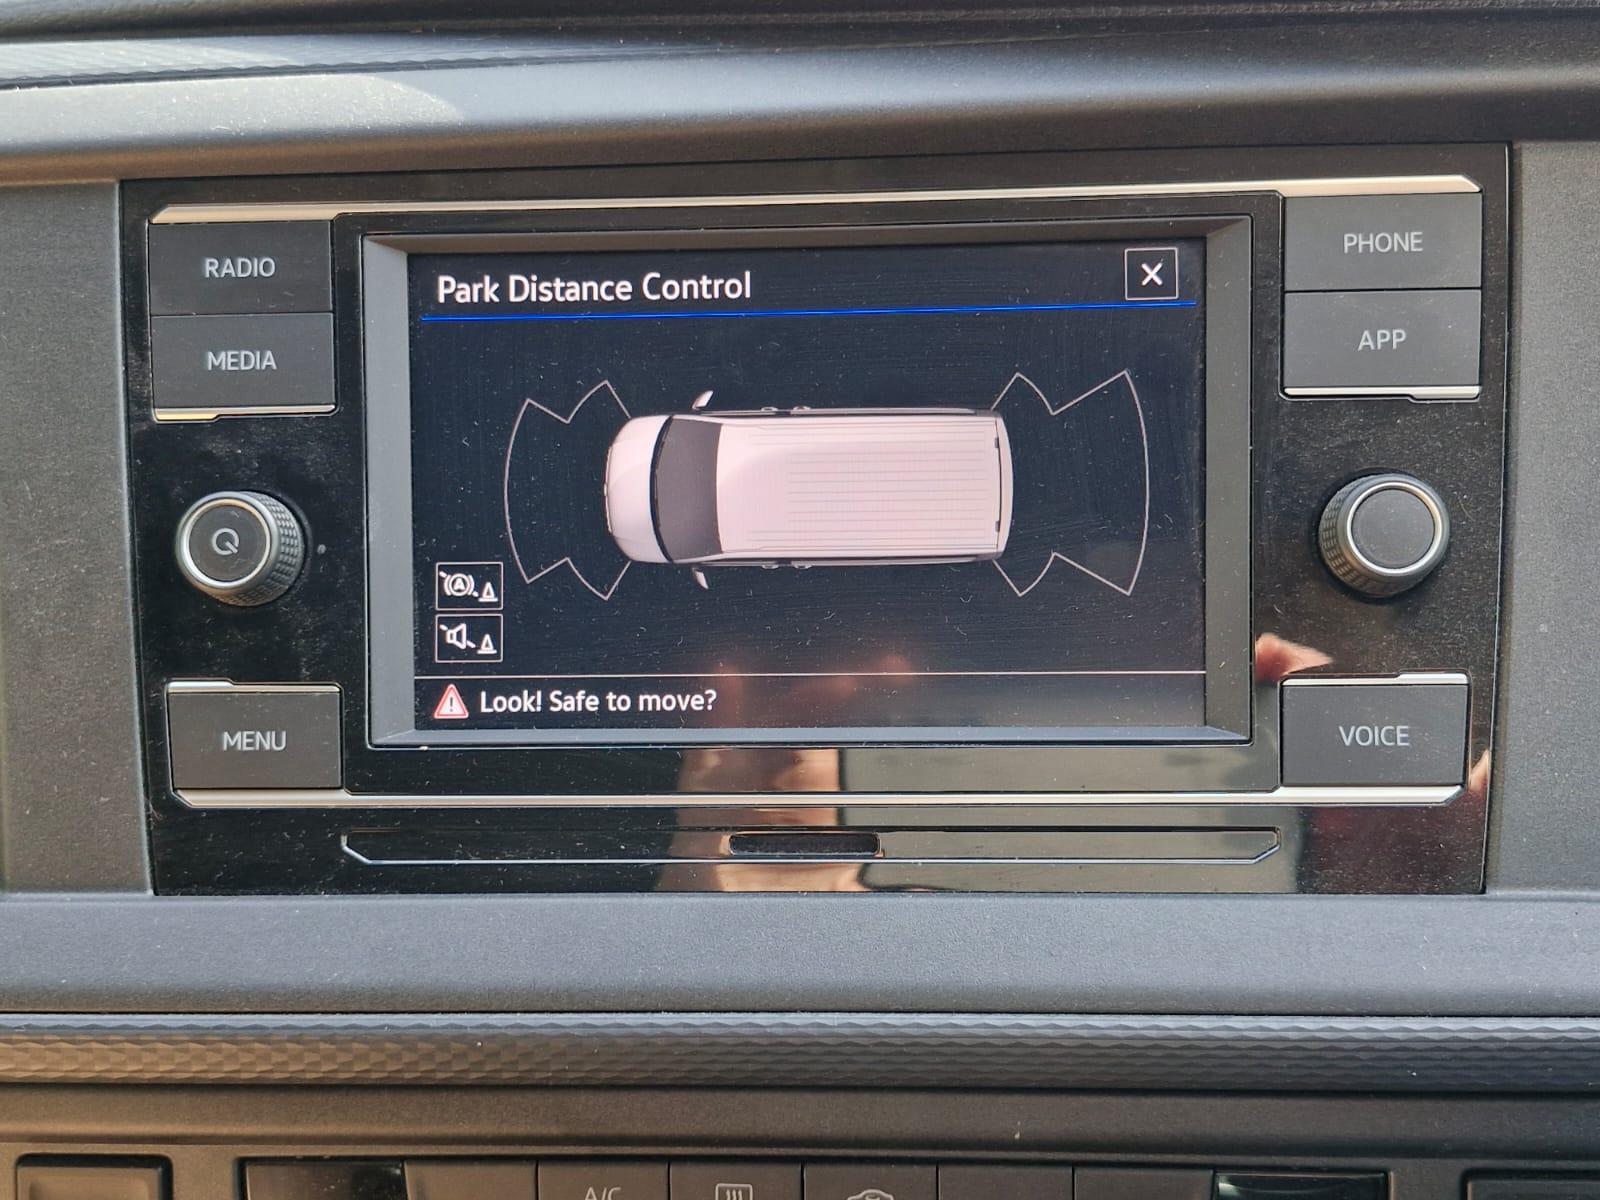 RADIO
MEDIA
MENU
Park Distance Control
Look! Safe to move?
PHONE
APP
VOICE
A/C